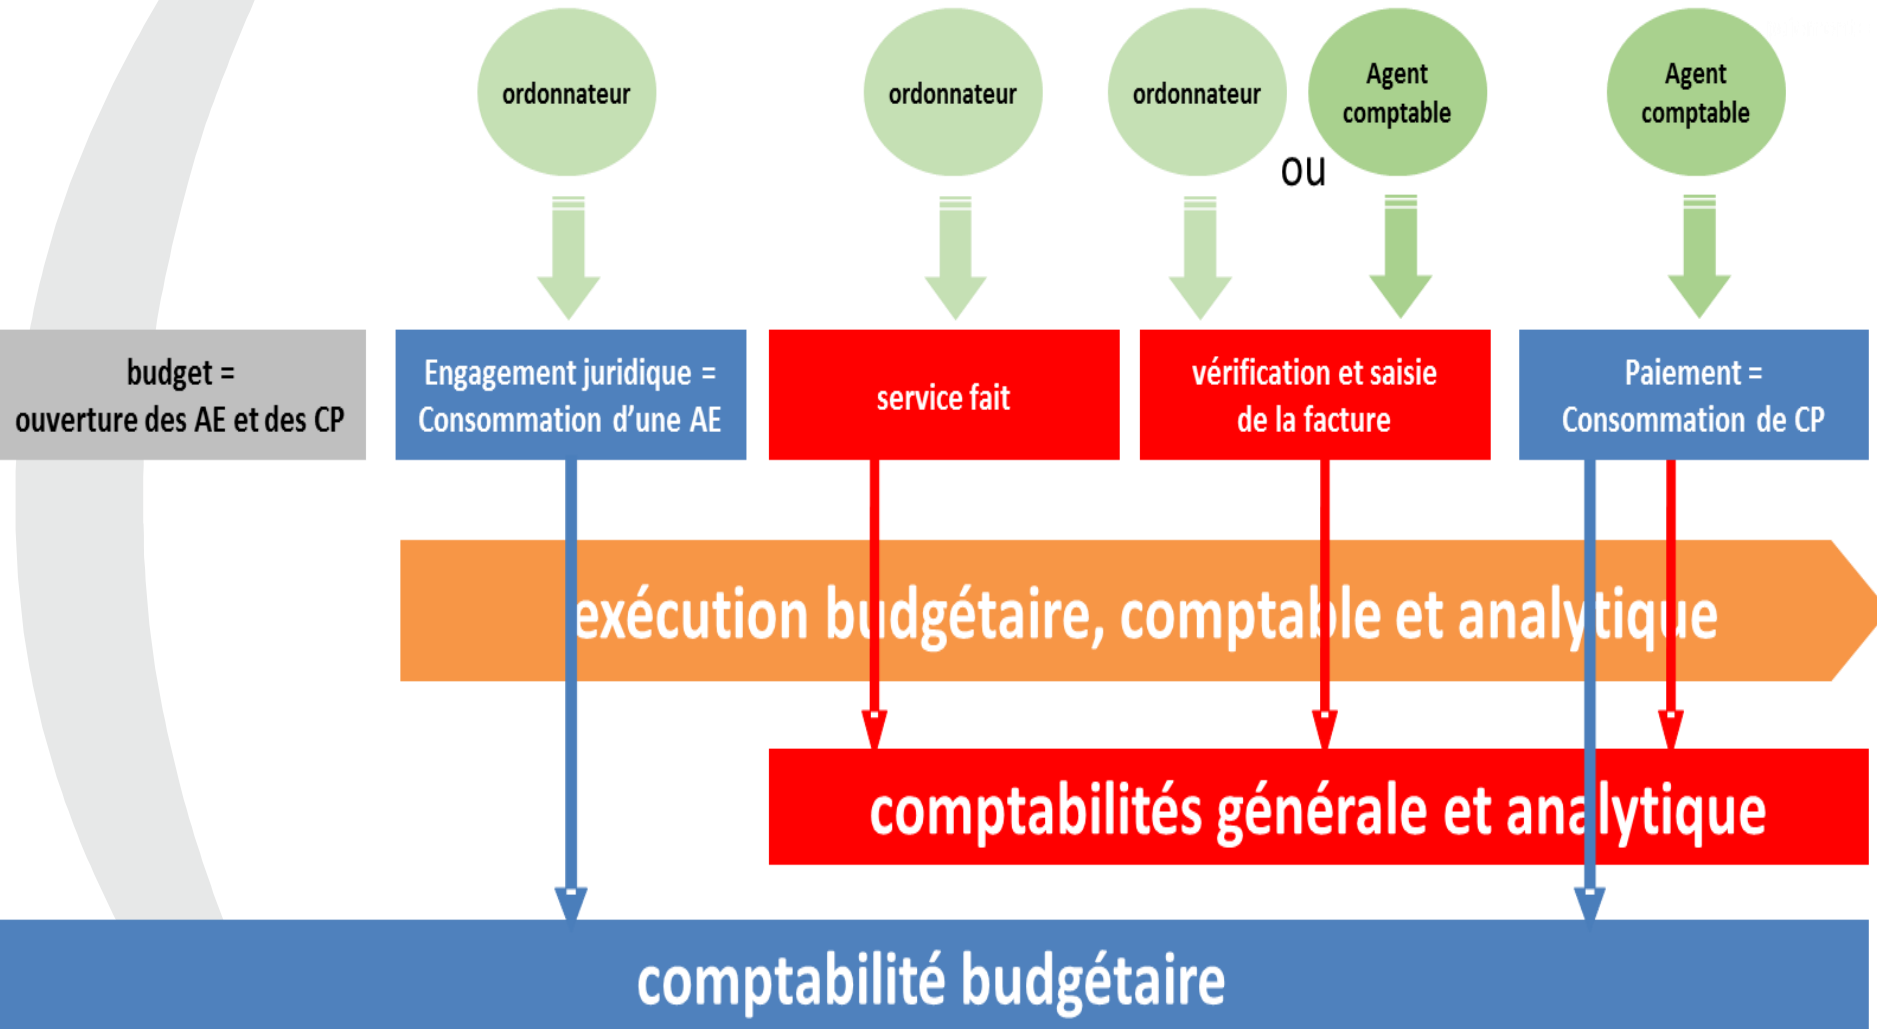 ordonnateur
ordonnateur
ordonnateur
ou
Agent
comptable
Agent
comptable
budget =
ouverture des AE et des CP
Engagement juridique =
Consommation d’une AE
service fait
vérification et saisie
de la facture
Paiement =
Consommation de CP
exécution budgétaire, comptable et analytique
comptabilités générale et analytique
comptabilité budgétaire